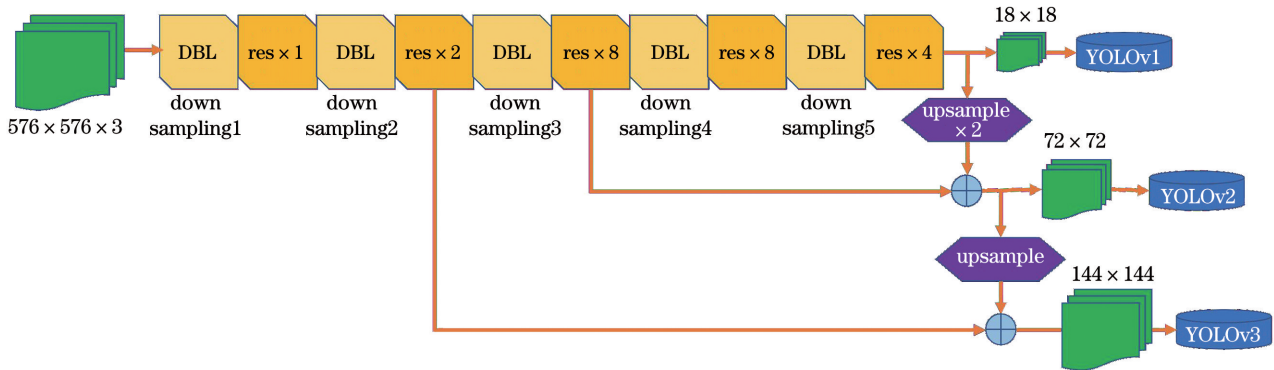 18 × 18
DBL
res × 1
DBL
res × 2
DBL
res × 8
DBL
res × 8
DBL
res × 4
YOLOv1
576 × 576 × 3
down
sampling1
down
sampling2
down
sampling3
down
sampling4
down
sampling5
upsample
× 2
72 × 72
YOLOv2
upsample
144 × 144
YOLOv3